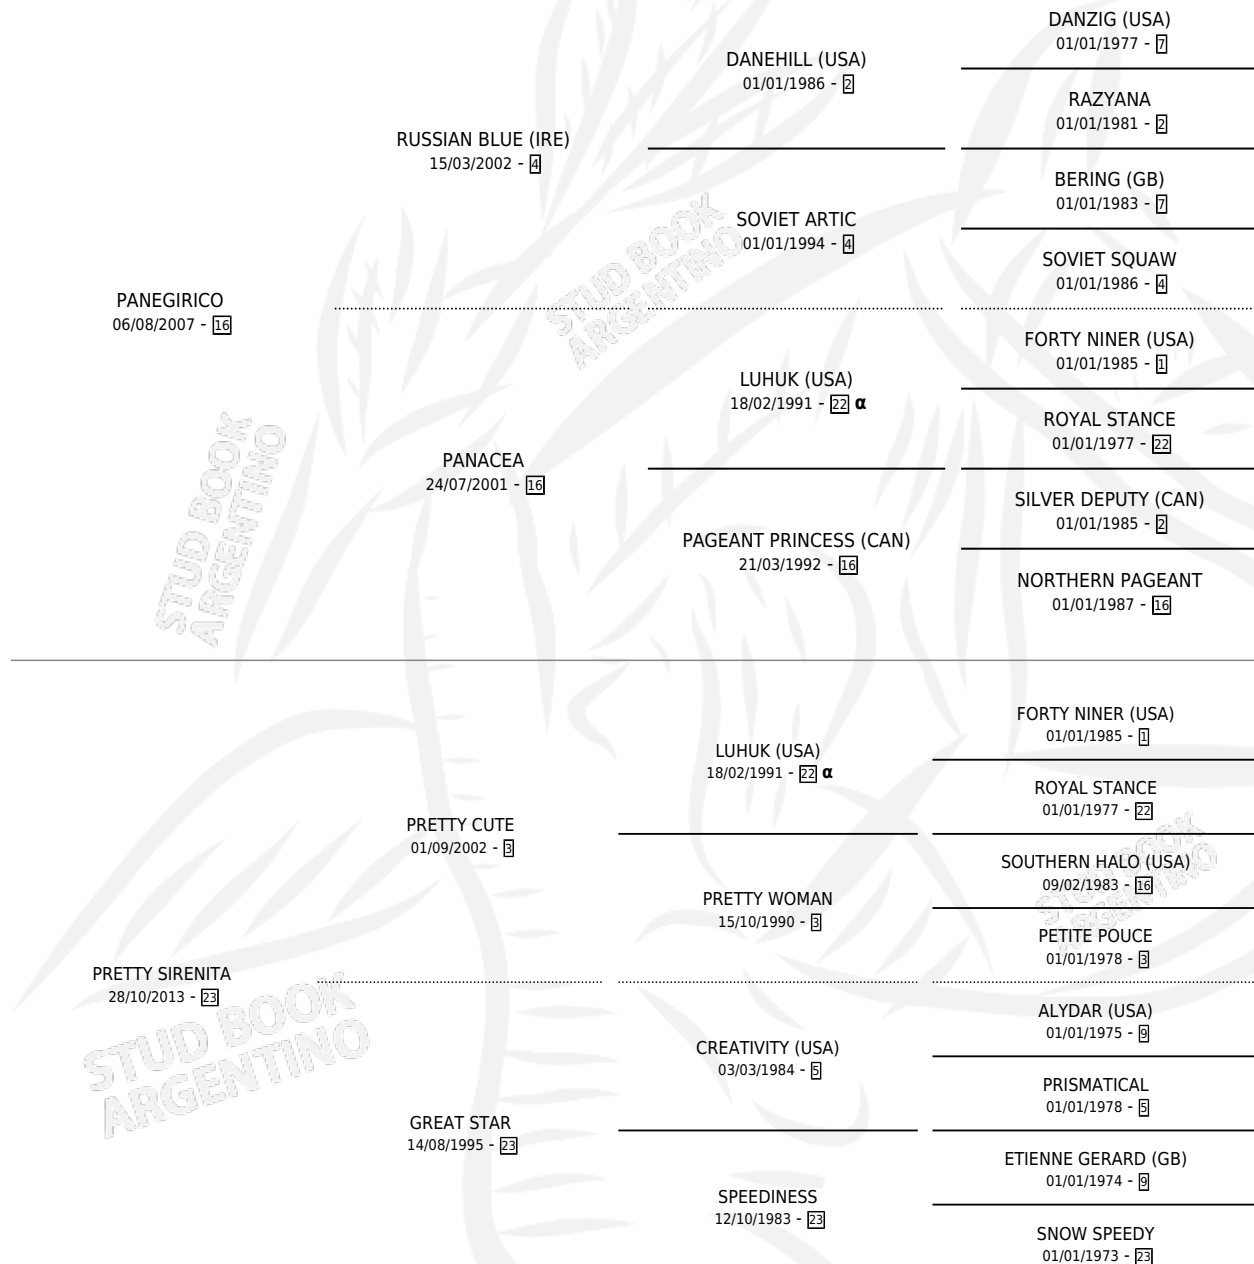 DANZIG (USA)
01/01/1977 - 7
DANEHILL (USA)
01/01/1986 - 2
RAZYANA
01/01/1981 - 2
RUSSIAN BLUE (IRE)
15/03/2002 - 4
BERING (GB)
01/01/1983 - 7
SOVIET ARTIC
01/01/1994 - 4
SOVIET SQUAW
01/01/1986 - 4
PANEGIRICO
06/08/2007 - 16
FORTY NINER (USA)
01/01/1985 - 1
LUHUK (USA)
18/02/1991 - 22 α
ROYAL STANCE
01/01/1977 - 22
PANACEA
24/07/2001 - 16
SILVER DEPUTY (CAN)
01/01/1985 - 2
PAGEANT PRINCESS (CAN)
21/03/1992 - 16
NORTHERN PAGEANT
01/01/1987 - 16
FORTY NINER (USA)
01/01/1985 - 1
LUHUK (USA)
18/02/1991 - 22 α
ROYAL STANCE
01/01/1977 - 22
PRETTY CUTE
01/09/2002 - 3
SOUTHERN HALO (USA)
09/02/1983 - 16
PRETTY WOMAN
15/10/1990 - 3
PETITE POUCE
01/01/1978 - 3
PRETTY SIRENITA
28/10/2013 - 23
ALYDAR (USA)
01/01/1975 - 9
CREATIVITY (USA)
03/03/1984 - 5
PRISMATICAL
01/01/1978 - 5
GREAT STAR
14/08/1995 - 23
ETIENNE GERARD (GB)
01/01/1974 - 9
SPEEDINESS
12/10/1983 - 23
SNOW SPEEDY
01/01/1973 - 23
STUD BOOK
ARGENTINO
STUD BOOK
ARGENTINO
STUD BOOK
ARGENTINO
STUD BOOK
ARGENTINO